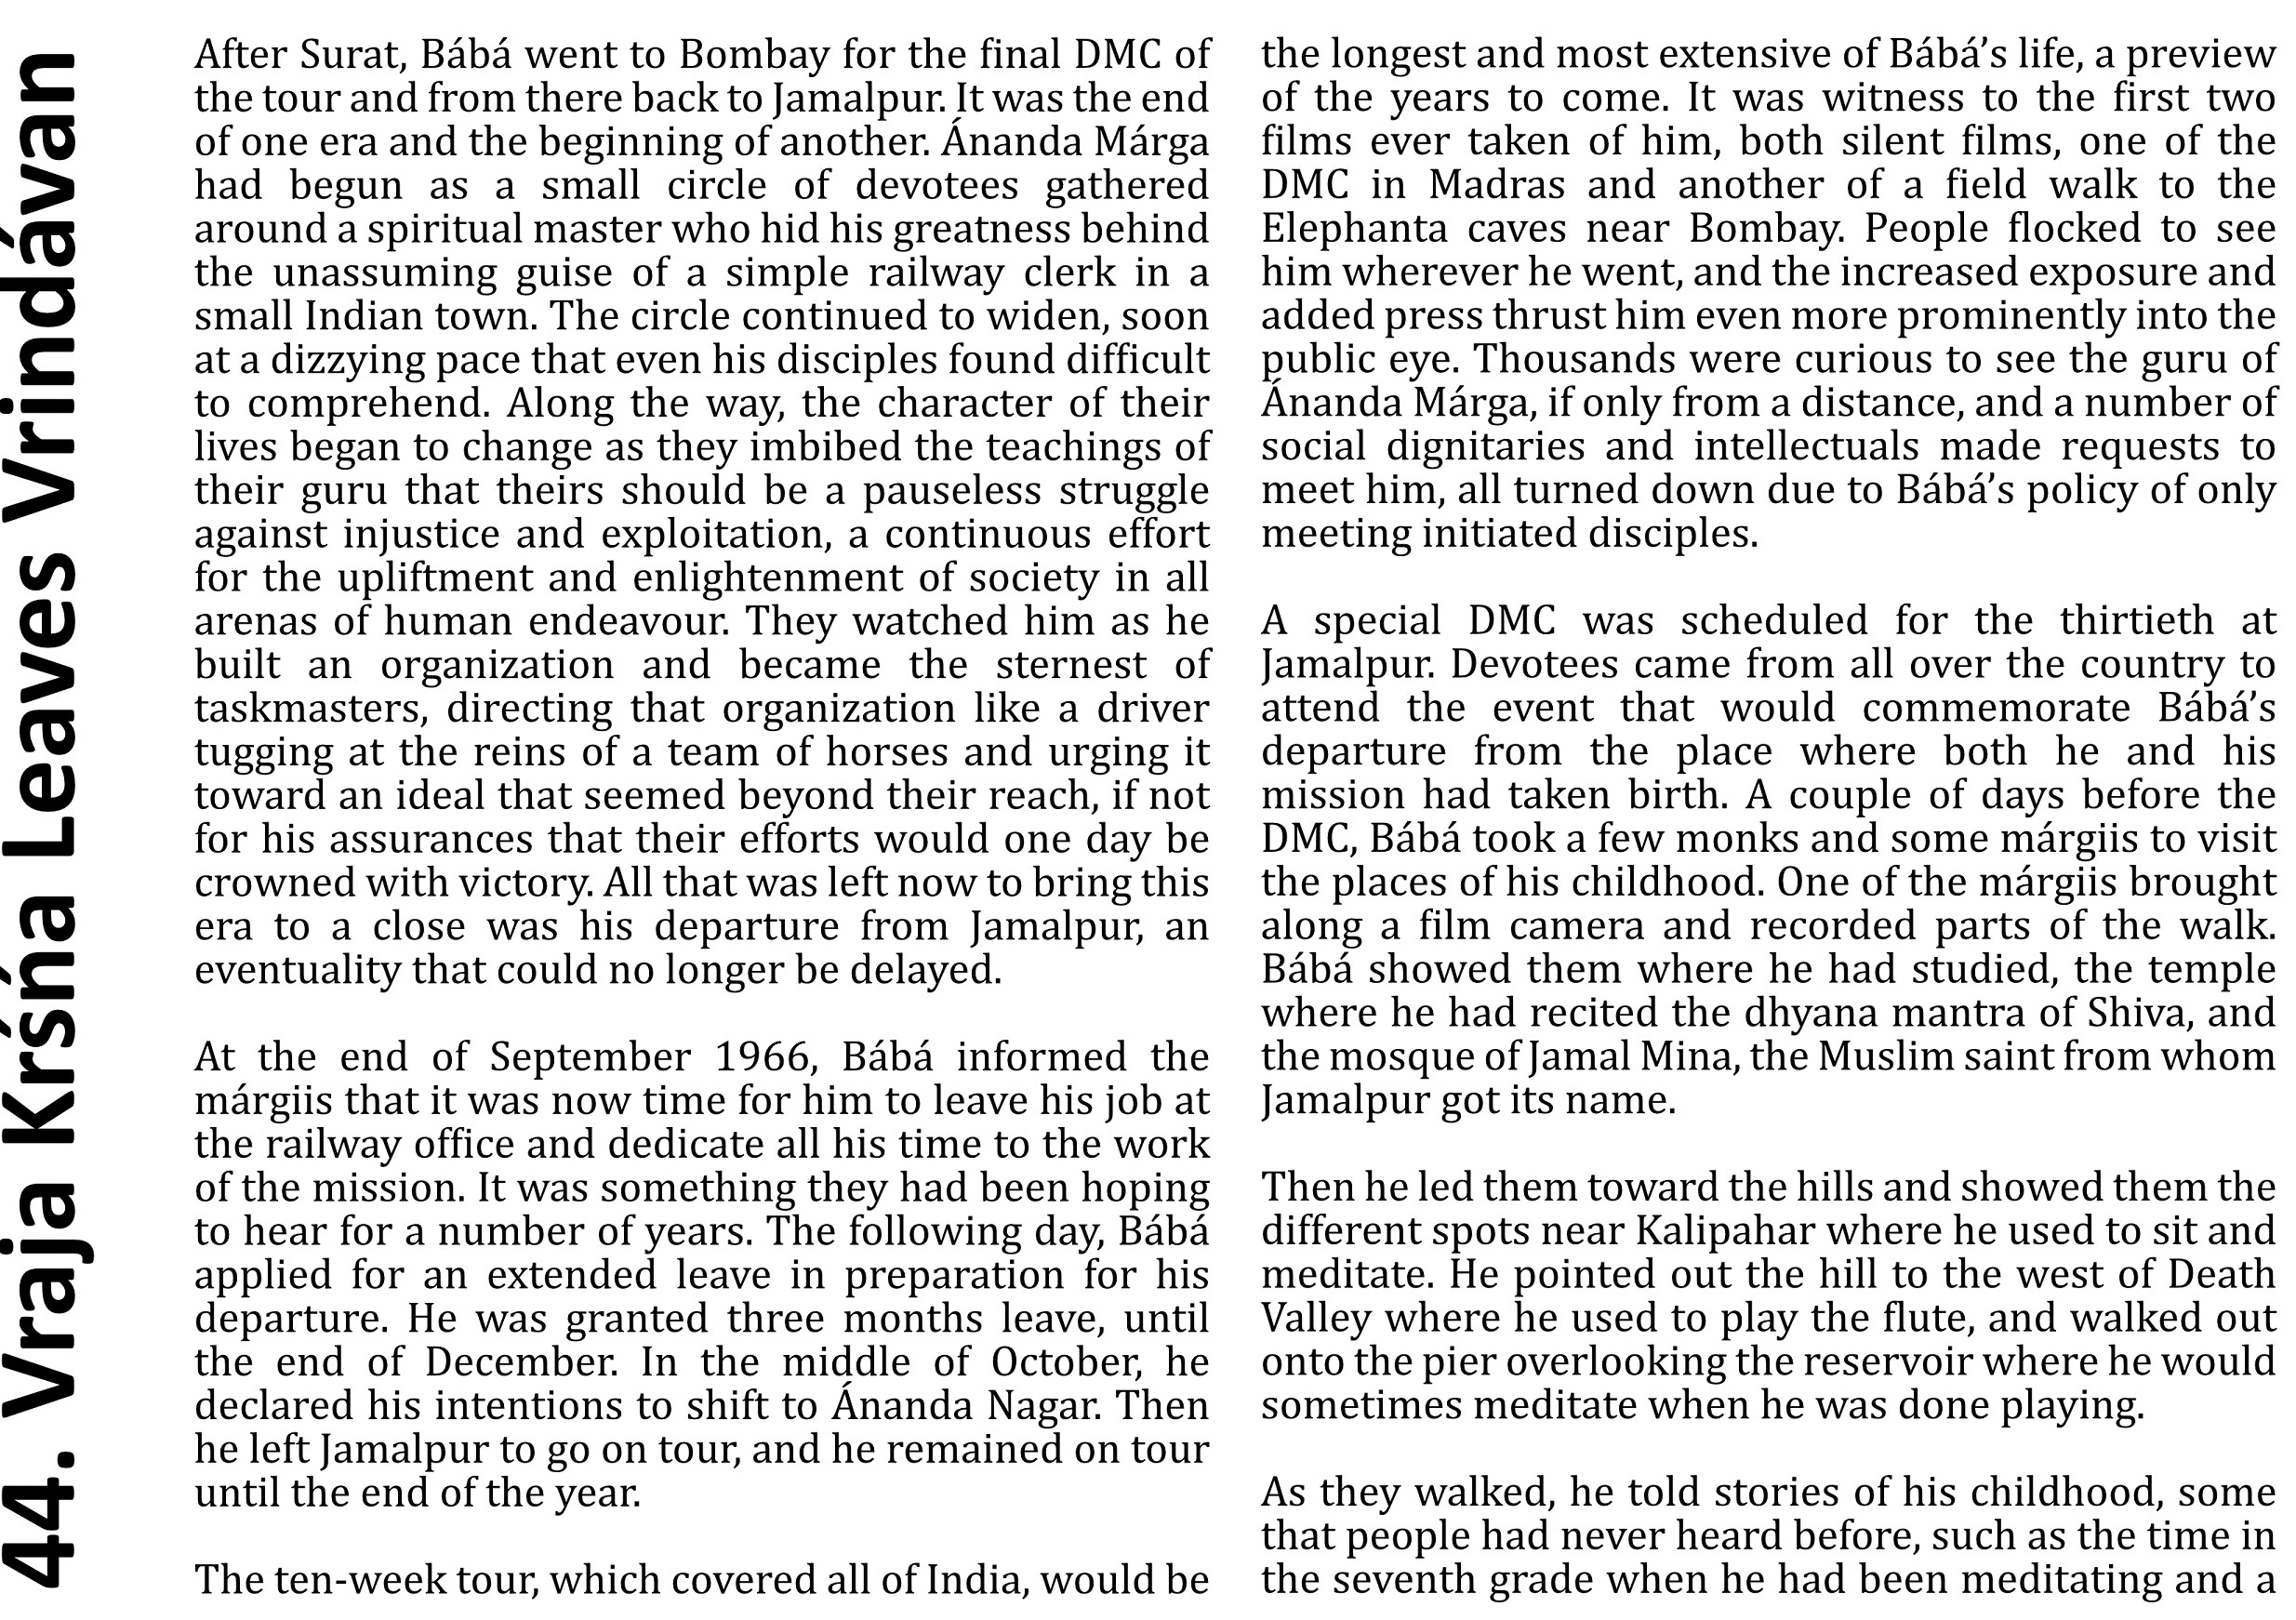 44. Vraja Krśńa Leaves Vrindávan
After Surat, Bábá went to Bombay for the final DMC of
the tour and from there back to Jamalpur. It was the end
of one era and the beginning of another. Ánanda Márga
had begun as a small circle of devotees gathered
around a spiritual master who hid his greatness behind
the unassuming guise of a simple railway clerk in a
small Indian town. The circle continued to widen, soon
at a dizzying pace that even his disciples found difficult
to comprehend. Along the way, the character of their
lives began to change as they imbibed the teachings of
their guru that theirs should be a pauseless struggle
against injustice and exploitation, a continuous effort
for the upliftment and enlightenment of society in all
arenas of human endeavour. They watched him as he
built an organization and became the sternest of
taskmasters, directing that organization like a driver
tugging at the reins of a team of horses and urging it
toward an ideal that seemed beyond their reach, if not
for his assurances that their efforts would one day be
crowned with victory. All that was left now to bring this
era to a close was his departure from Jamalpur, an
eventuality that could no longer be delayed.
At the end of September 1966, Bábá informed the
márgiis that it was now time for him to leave his job at
the railway office and dedicate all his time to the work
of the mission. It was something they had been hoping
to hear for a number of years. The following day, Bábá
applied for an extended leave in preparation for his
departure. He was granted three months leave, until
the end of December. In the middle of October, he
declared his intentions to shift to Ánanda Nagar. Then
he left Jamalpur to go on tour, and he remained on tour
until the end of the year.
The ten-week tour, which covered all of India, would be
the longest and most extensive of Bábá’s life, a preview
of the years to come. It was witness to the first two
films ever taken of him, both silent films, one of the
DMC in Madras and another of a field walk to the
Elephanta caves near Bombay. People flocked to see
him wherever he went, and the increased exposure and
added press thrust him even more prominently into the
public eye. Thousands were curious to see the guru of
Ánanda Márga, if only from a distance, and a number of
social dignitaries and intellectuals made requests to
meet him, all turned down due to Bábá’s policy of only
meeting initiated disciples.
A special DMC was scheduled for the thirtieth at
Jamalpur. Devotees came from all over the country to
attend the event that would commemorate Bábá’s
departure from the place where both he and his
mission had taken birth. A couple of days before the
DMC, Bábá took a few monks and some márgiis to visit
the places of his childhood. One of the márgiis brought
along a film camera and recorded parts of the walk.
Bábá showed them where he had studied, the temple
where he had recited the dhyana mantra of Shiva, and
the mosque of Jamal Mina, the Muslim saint from whom
Jamalpur got its name.
Then he led them toward the hills and showed them the
different spots near Kalipahar where he used to sit and
meditate. He pointed out the hill to the west of Death
Valley where he used to play the flute, and walked out
onto the pier overlooking the reservoir where he would
sometimes meditate when he was done playing.
As they walked, he told stories of his childhood, some
that people had never heard before, such as the time in
the seventh grade when he had been meditating and a